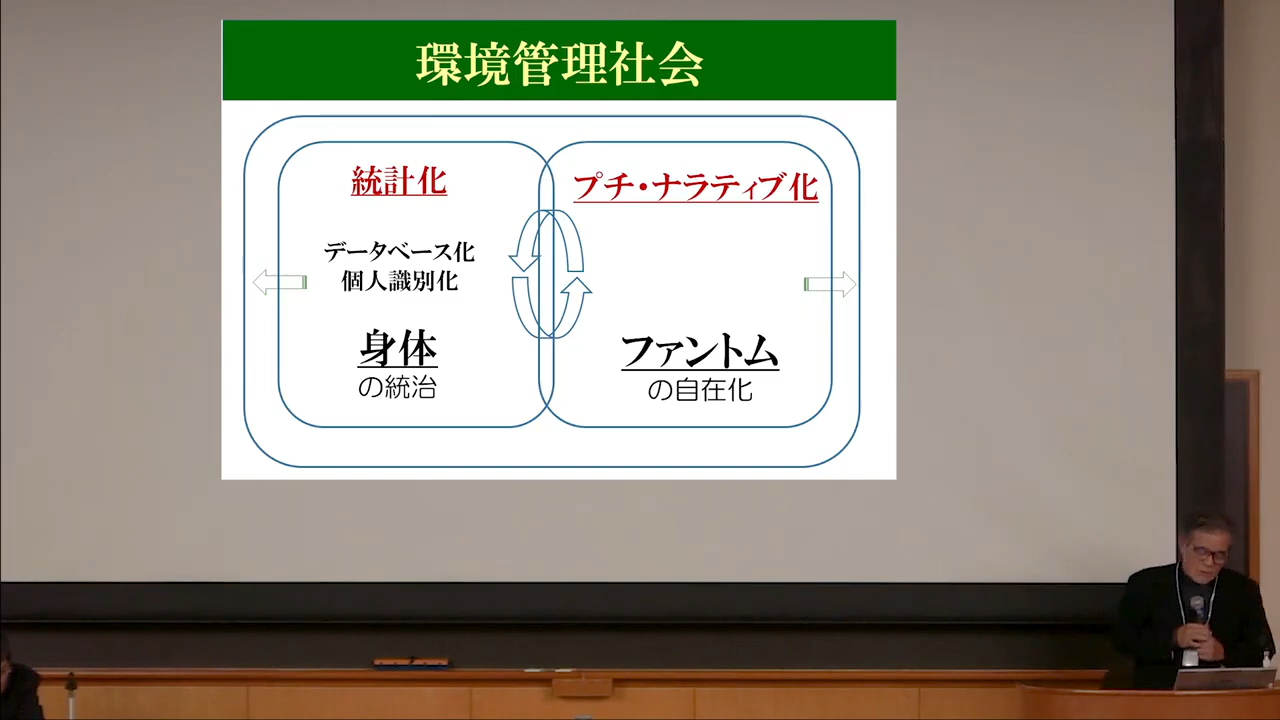 環境管理社会
統計化
データベース化
個人識別化
身体
の統治
プチ・ナラティブ化
ファントム
の自在化